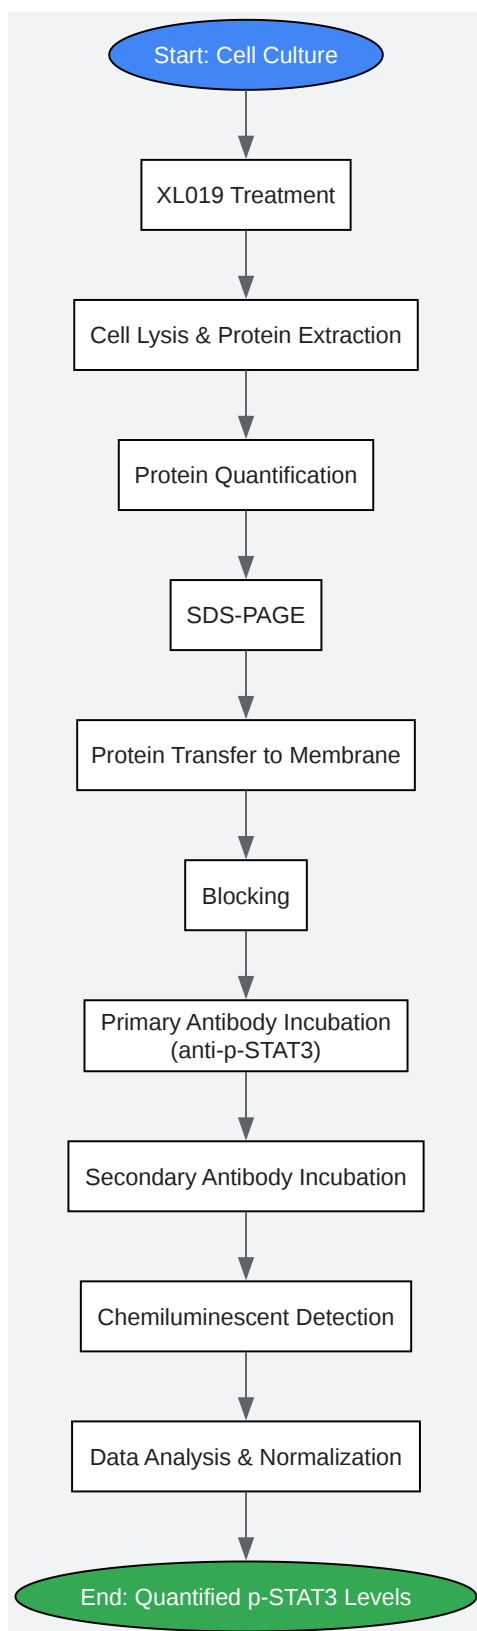 Start: Cell Culture
XL019 Treatment
Cell Lysis & Protein Extraction
Protein Quantification
SDS-PAGE
Protein Transfer to Membrane
Blocking
Primary Antibody Incubation
(anti-p-STAT3)
Secondary Antibody Incubation
Chemiluminescent Detection
Data Analysis & Normalization
End: Quantified p-STAT3 Levels